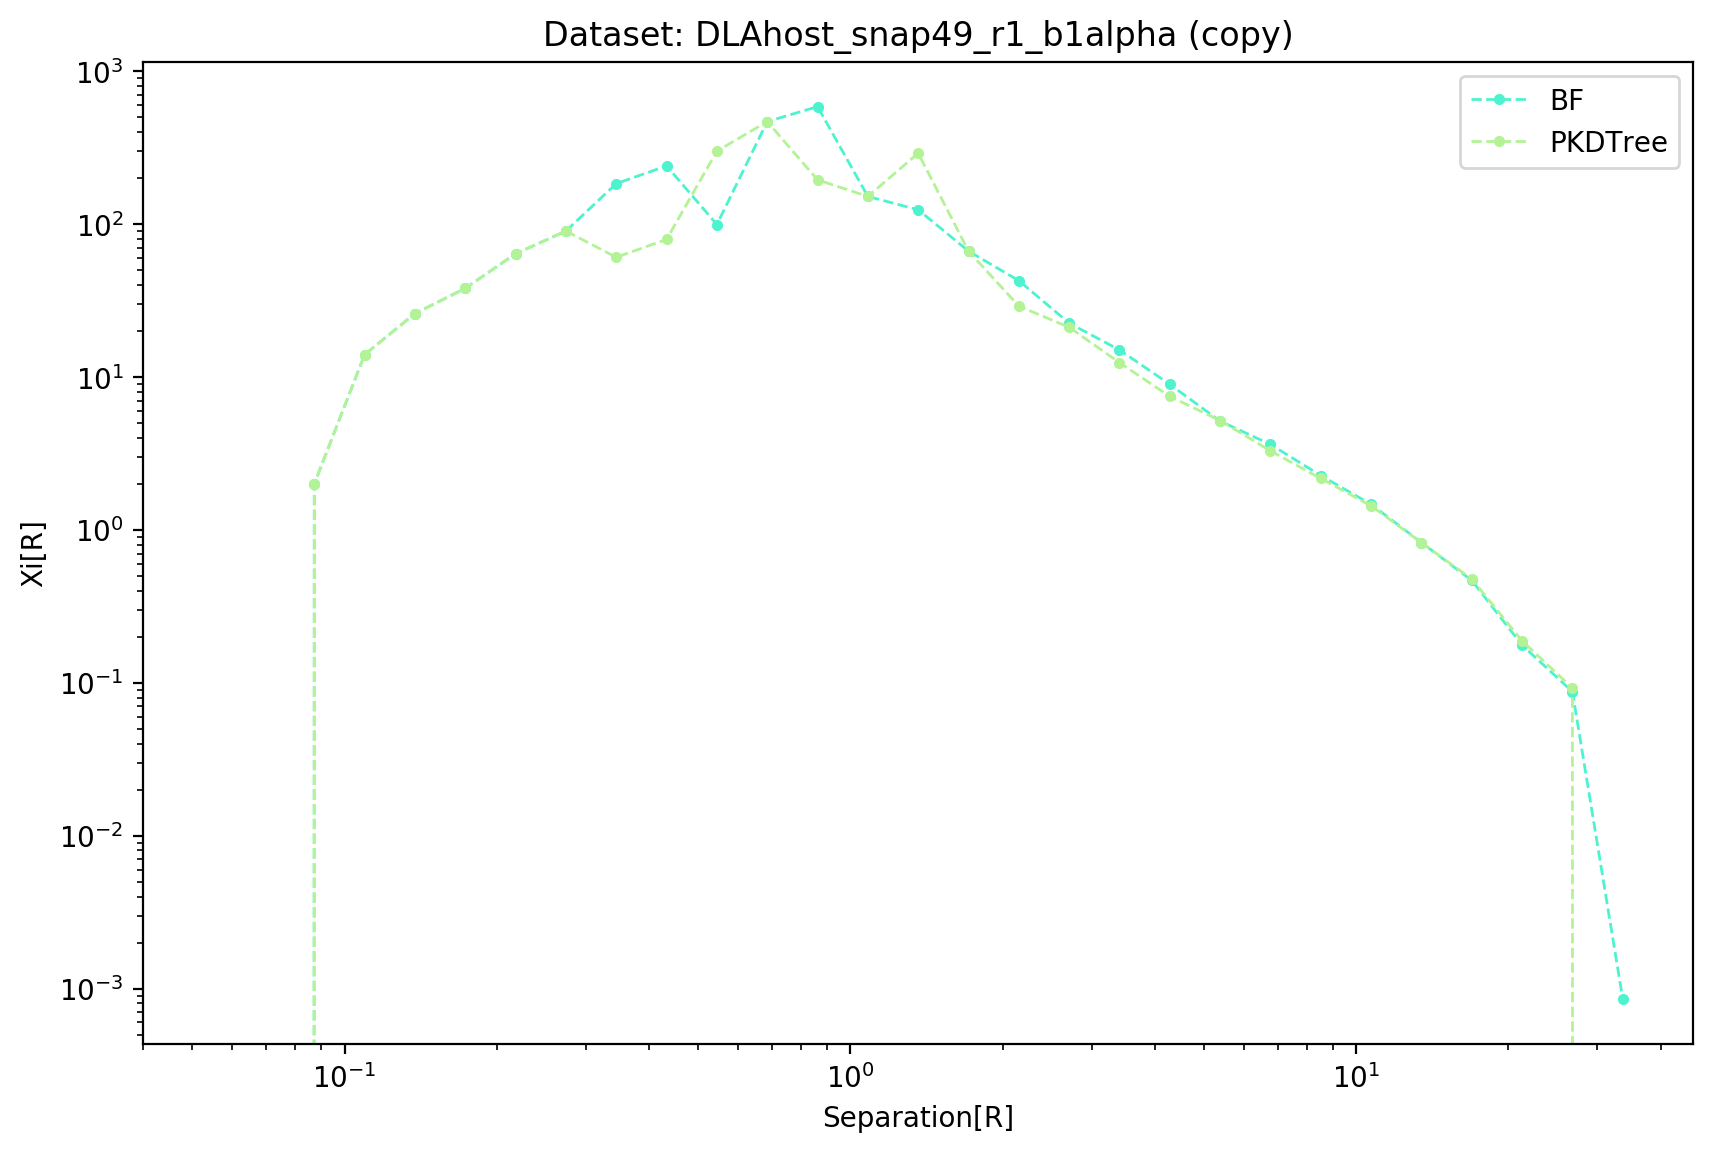 Dataset: DLAhost_snap49_r1_b1alpha (copy)
BF
PKDTree
10³
10²
10¹
10⁰
10⁻¹
10⁻²
10⁻³
Xi[R]
10⁻¹
10⁰
10¹
Separation[R]